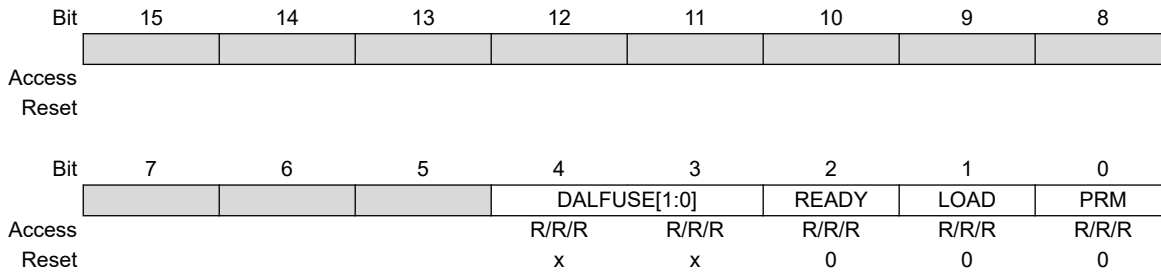 Bit 15 14 13 12 11 10 9 8
Access
Reset
Bit 7 6 5 4 3 2 1 0
DALFUSE[1:0] READY LOAD PRM
Access R/R/R R/R/R R/R/R R/R/R R/R/R
Reset x x 0 0 0